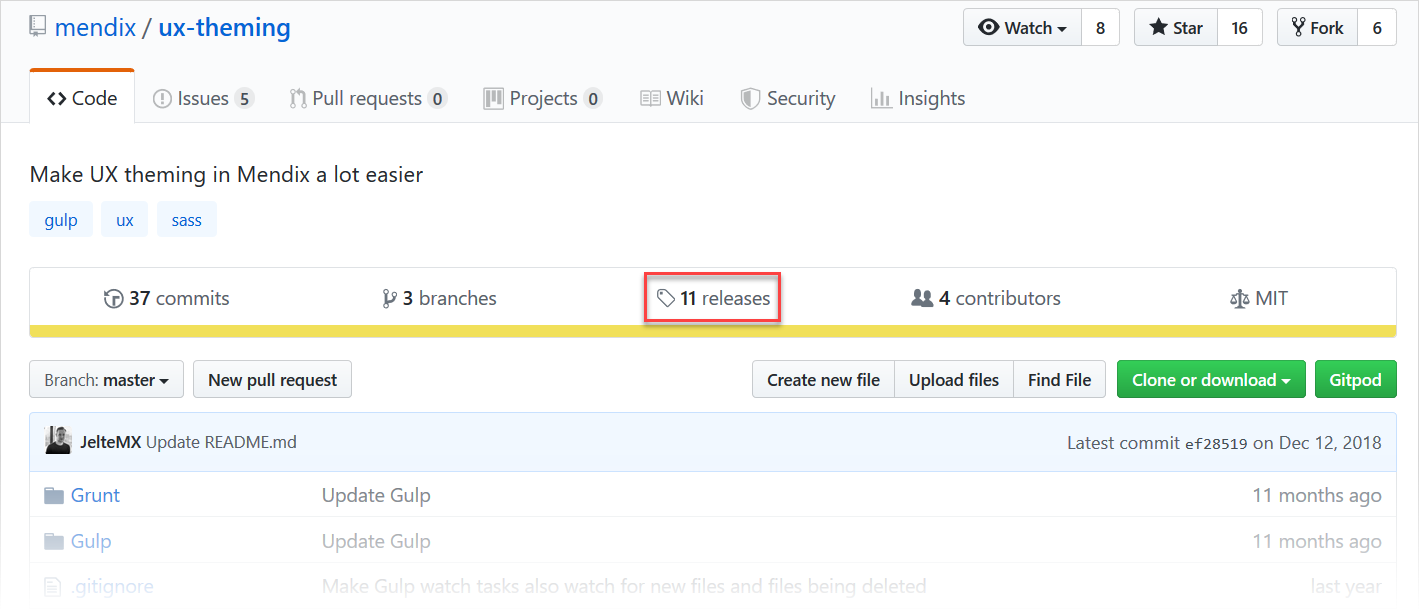 mendix / ux-theming Watch 8 Star 16 Fork 6
Code Issues 5 Pull requests 0 Projects 0 Wiki Security Insights
Make UX theming in Mendix a lot easier
gulp ux sass
37 commits 3 branches 11 releases 4 contributors MIT
Branch: master New pull request Create new file Upload files Find File Clone or download Gitpod
JelteMX Update README.md Latest commit ef28519 on Dec 12, 2018
Grunt Update Gulp 11 months ago
Gulp Update Gulp 11 months ago
.gitignore Make Gulp watch tasks also watch for new files and files being deleted last year